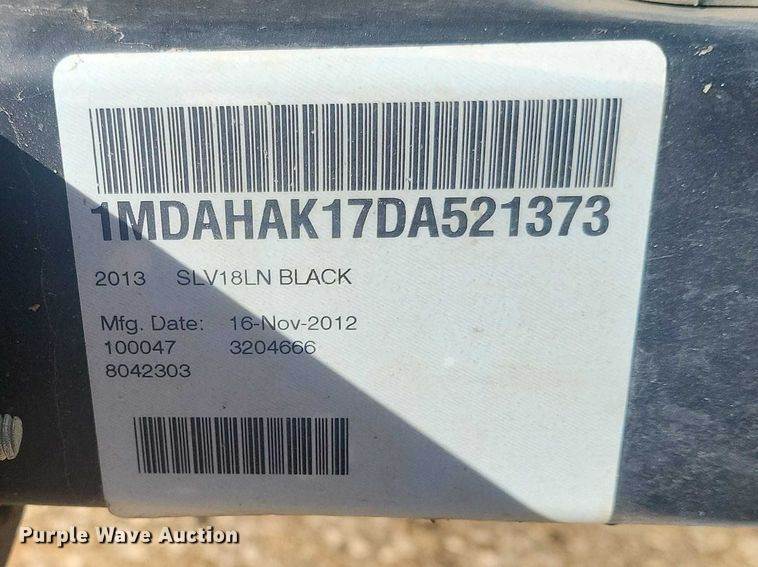 1MDAHAK17DA521373
2013 SLV18LN BLACK
Mfg. Date: 16-Nov-2012
100047 3204666
8042303
Purple Wave Auction